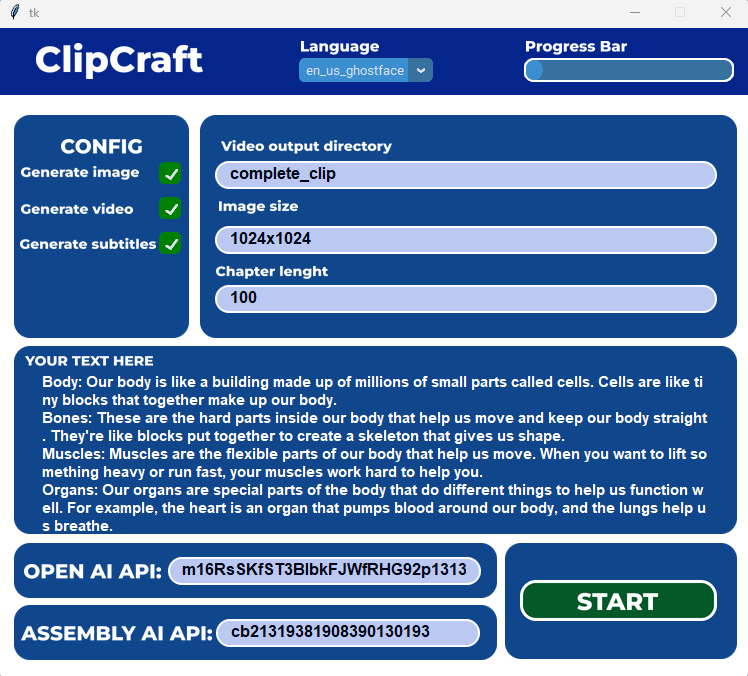 tk
ClipCraft
Language
en_us_ghostface
Progress Bar
CONFIG
Generate image
Generate video
Generate subtitles
Video output directory
complete_clip
Image size
1024x1024
Chapter lenght
100
YOUR TEXT HERE
Body: Our body is like a building made up of millions of small parts called cells. Cells are like ti
ny blocks that together make up our body.
Bones: These are the hard parts inside our body that help us move and keep our body straight
. They're like blocks put together to create a skeleton that gives us shape.
Muscles: Muscles are the flexible parts of our body that help us move. When you want to lift so
mething heavy or run fast, your muscles work hard to help you.
Organs: Our organs are special parts of the body that do different things to help us function w
ell. For example, the heart is an organ that pumps blood around our body, and the lungs help u
s breathe.
OPEN AI API:
m16RsSKfST3BlbkFJWfRHG92p1313
ASSEMBLY AI API:
cb21319381908390130193
START